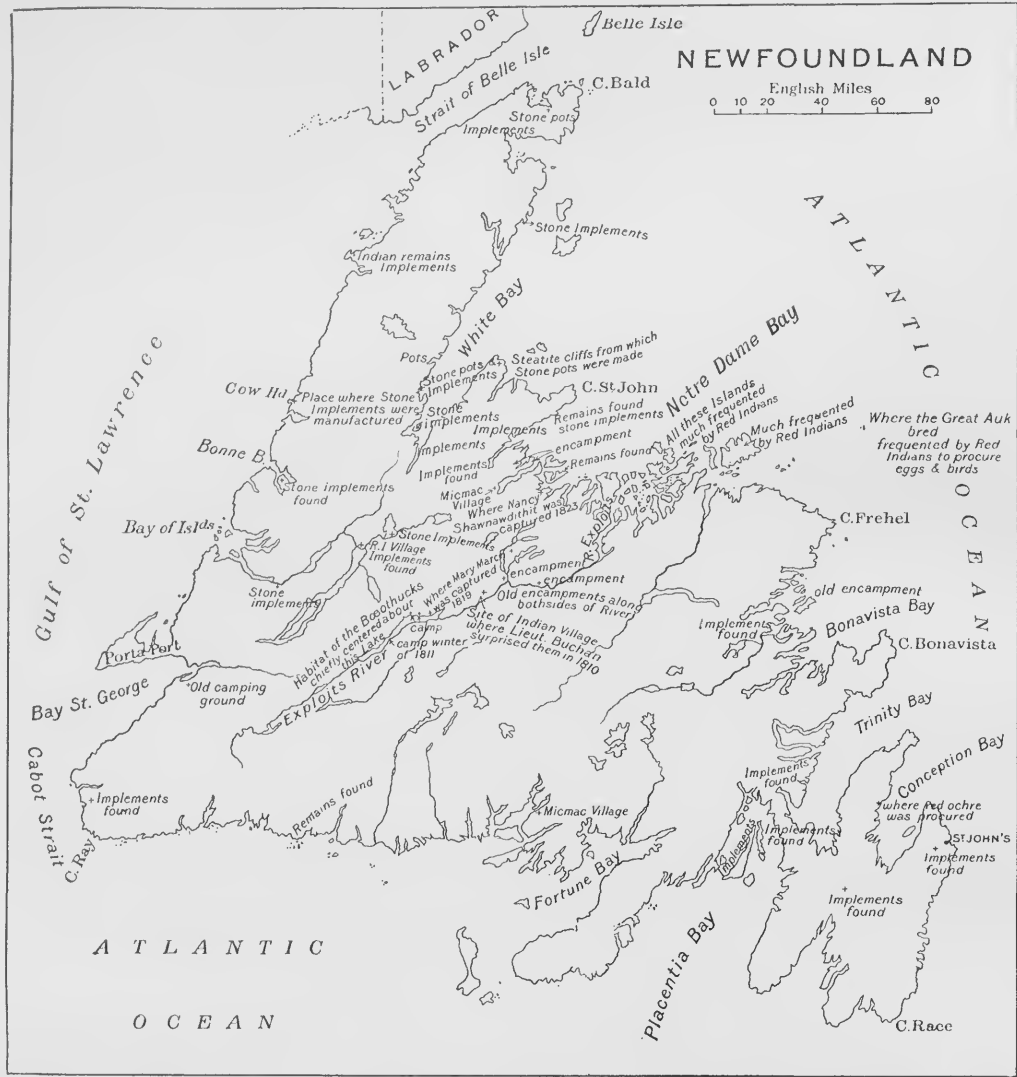 NEWFOUNDLAND
English Miles
0 10 20 40 60 80
LABRADOR
Belle Isle
Strait of Belle Isle
C. Bald
Stone pots
Implements
ATLANTIC
OCEAN
Stone Implements
Indian remains
Implements
White Bay
Pots
Stone pots &
Implements
Steatite cliffs from which
Stone pots were made
Notre Dame Bay
Cow Hd.
Place where Stone
Implements were
manufactured
Stone
implements
C. St John
Implements
Remains found
stone implements
All these Islands
much frequented
by Red Indians
Much frequented
by Red Indians
Where the Great Auk
bred
frequented by Red
Indians to procure
eggs & birds
Gulf of St. Lawrence
Bonne B.
Stone implements
found
implements
Implements
found
encampment
Remains found
Micmac
Village
Where Nancy
Shawnawdithit was
captured 1823
R. Exploits
Bay of Islds
Stone Implements
R.I Village
Implements
found
C. Frehel
Stone
implements
Habitat of the Booothucks
chiefly centered about
this Lake
Where Mary March
was captured
1819
encampment
encampment
Old encampments along
both sides of River
Site of Indian Village
where Lieut. Buchan
surprised them in 1810
camp
camp winter
of 1811
Exploits River
old encampment
Implements
found
Bonavista Bay
C. Bonavista
Porta Port
Bay St. George
Old camping
ground
Trinity Bay
Conception Bay
Cabot Strait
Implements
found
C. Ray
Remains found
Micmac Village
Fortune Bay
Implements
found
Implements
Implements
found
where Red ochre
was procured
ST JOHN'S
Implements
found
Implements
found
Placentia Bay
C. Race
ATLANTIC
OCEAN